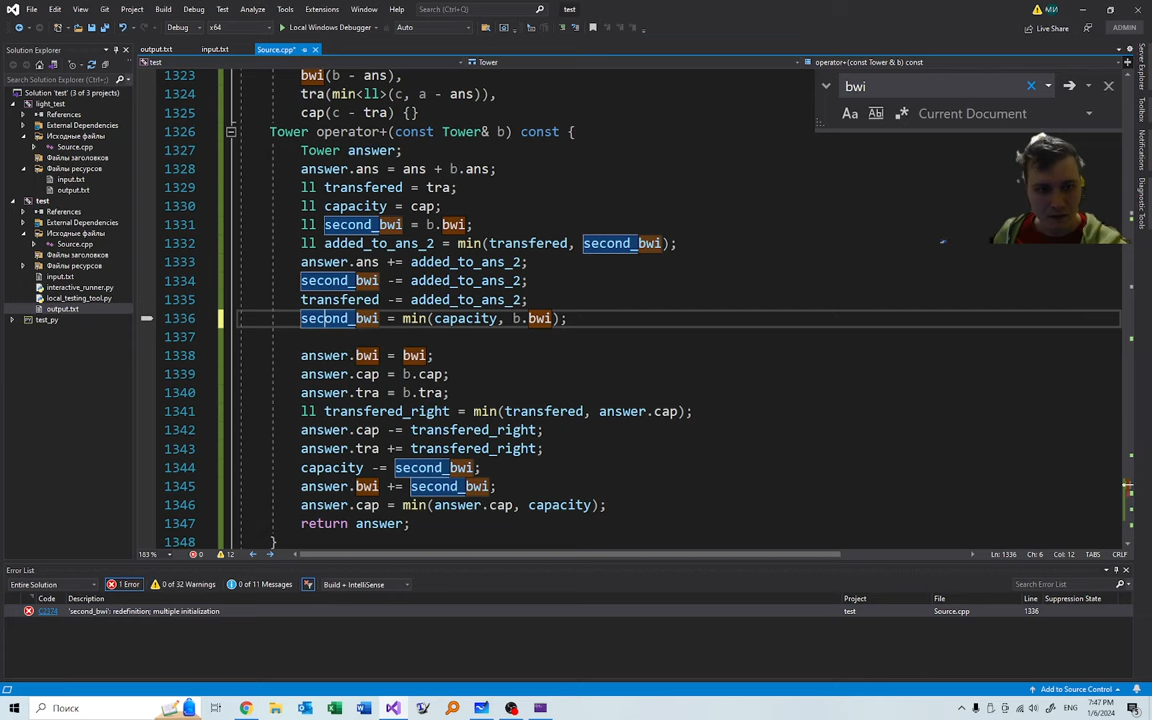 File Edit View Git Project Build Debug Test Analyze Tools Extensions Window Help Search (Ctrl+Q) test МИ
Debug x64 Local Windows Debugger Auto Live Share ADMIN
Solution Explorer
output.txt input.txt Source.cpp*
Search Solution Explorer (Ctrl+;)
test Tower operator+(const Tower& b) const
Solution 'test' (3 of 3 projects)
light_test
References
External Dependencies
Исходные файлы
Source.cpp
Файлы заголовков
Файлы ресурсов
input.txt
output.txt
test
References
External Dependencies
Исходные файлы
Source.cpp
Файлы заголовков
Файлы ресурсов
input.txt
interactive_runner.py
local_testing_tool.py
output.txt
test_py
1323 bwi(b - ans),
1324 tra(min<ll>(c, a - ans)),
1325 cap(c - tra) {}
1326 Tower operator+(const Tower& b) const {
1327 Tower answer;
1328 answer.ans = ans + b.ans;
1329 ll transfered = tra;
1330 ll capacity = cap;
1331 ll second_bwi = b.bwi;
1332 ll added_to_ans_2 = min(transfered, second_bwi);
1333 answer.ans += added_to_ans_2;
1334 second_bwi -= added_to_ans_2;
1335 transfered -= added_to_ans_2;
1336 second_bwi = min(capacity, b.bwi);
1337
1338 answer.bwi = bwi;
1339 answer.cap = b.cap;
1340 answer.tra = b.tra;
1341 ll transfered_right = min(transfered, answer.cap);
1342 answer.cap -= transfered_right;
1343 answer.tra += transfered_right;
1344 capacity -= second_bwi;
1345 answer.bwi += second_bwi;
1346 answer.cap = min(answer.cap, capacity);
1347 return answer;
1348 }
bwi
Aa Ab Current Document
Server Explorer
Toolbox
Notifications
Diagnostic Tools
183 % 0 12 Ln: 1336 Ch: 6 Col: 12 TABS CRLF
Error List
Entire Solution 1 Error 0 of 32 Warnings 0 of 11 Messages Build + IntelliSense Search Error List
Code Description Project File Line Suppression State
C2374 'second_bwi': redefinition; multiple initialization test Source.cpp 1336
Add to Source Control
Поиск ENG 7:47 PM
1/6/2024